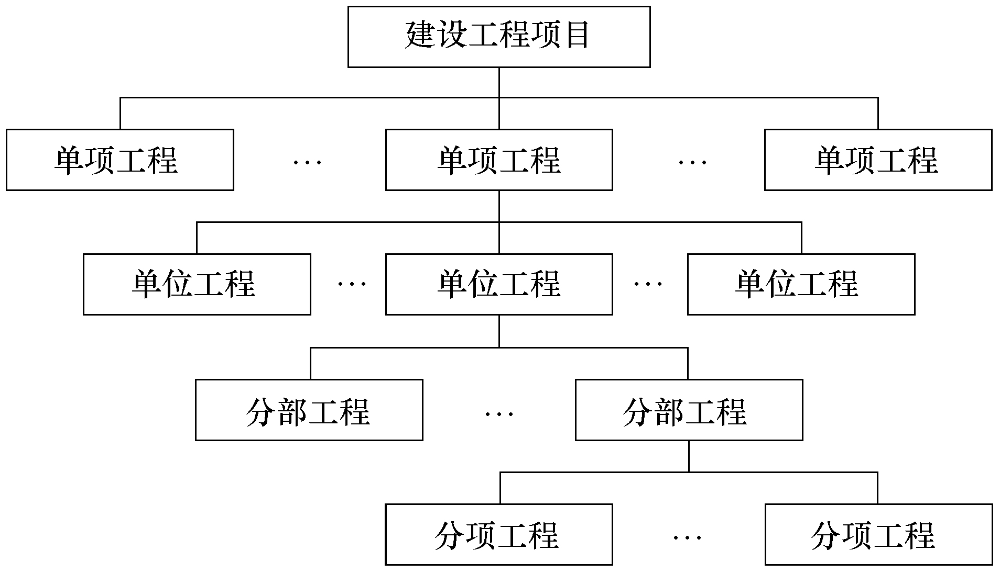 建设工程项目
单项工程 … 单项工程 … 单项工程
单位工程 … 单位工程 … 单位工程
分部工程 … 分部工程
分项工程 … 分项工程